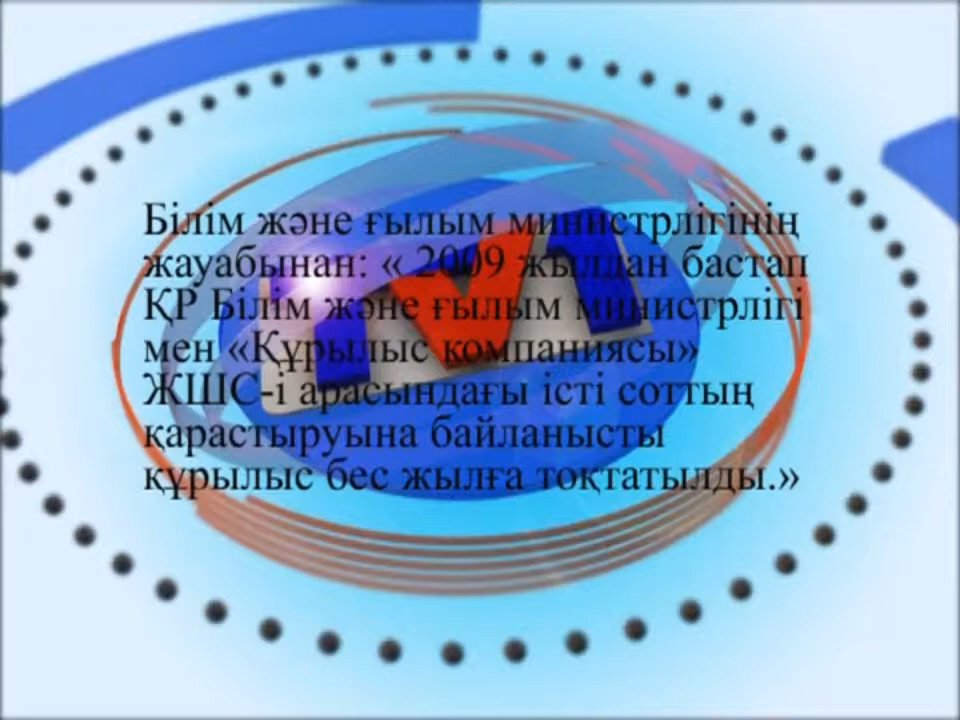 Білім және ғылым министрлігінің
жауабынан: « 2009 жылдан бастап
ҚР Білім және ғылым министрлігі
мен «Құрылыс компаниясы»
ЖШС-і арасындағы істі соттың
қарастыруына байланысты
құрылыс бес жылға тоқтатылды.»